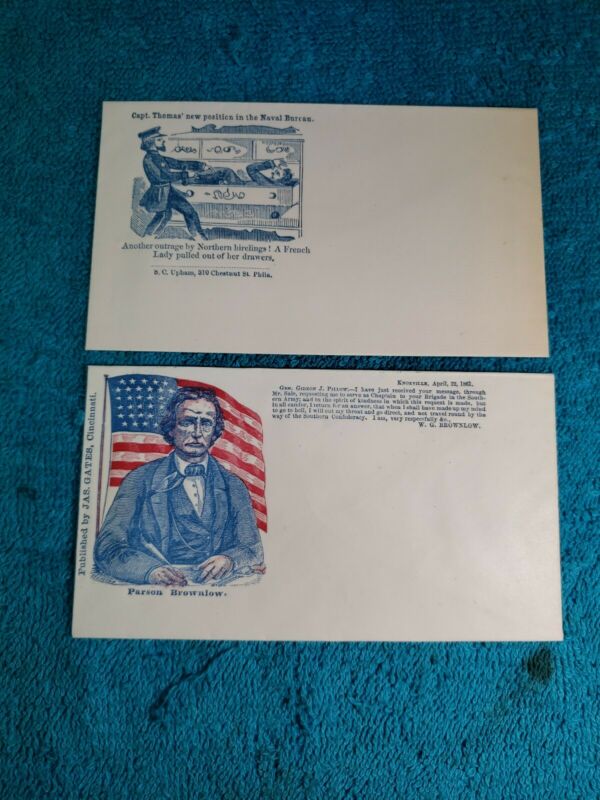 Capt. Thomas' new position in the Naval Bureau.
Another outrage by Northern hirelings! A French
Lady pulled out of her drawers.
S. C. Upham, 310 Chestnut St. Phila.
Published by JAS. GATES, Cincinnati.
Parson Brownlow.
KNOXVILLE, April, 22, 1861.
GEN. GIDEON J. PILLOW:—I have just received your message, through
Mr. Sale, requesting me to serve as Chaplain to your Brigade in the South-
ern Army; and in the spirit of kindness in which this request is made, but
in all candor, I return for an answer, that when I shall have made up my mind
to go to hell, I will cut my throat and go direct, and not travel round by the
way of the Southern Confederacy. I am, very respectfully &c.,
W. G. BROWNLOW.